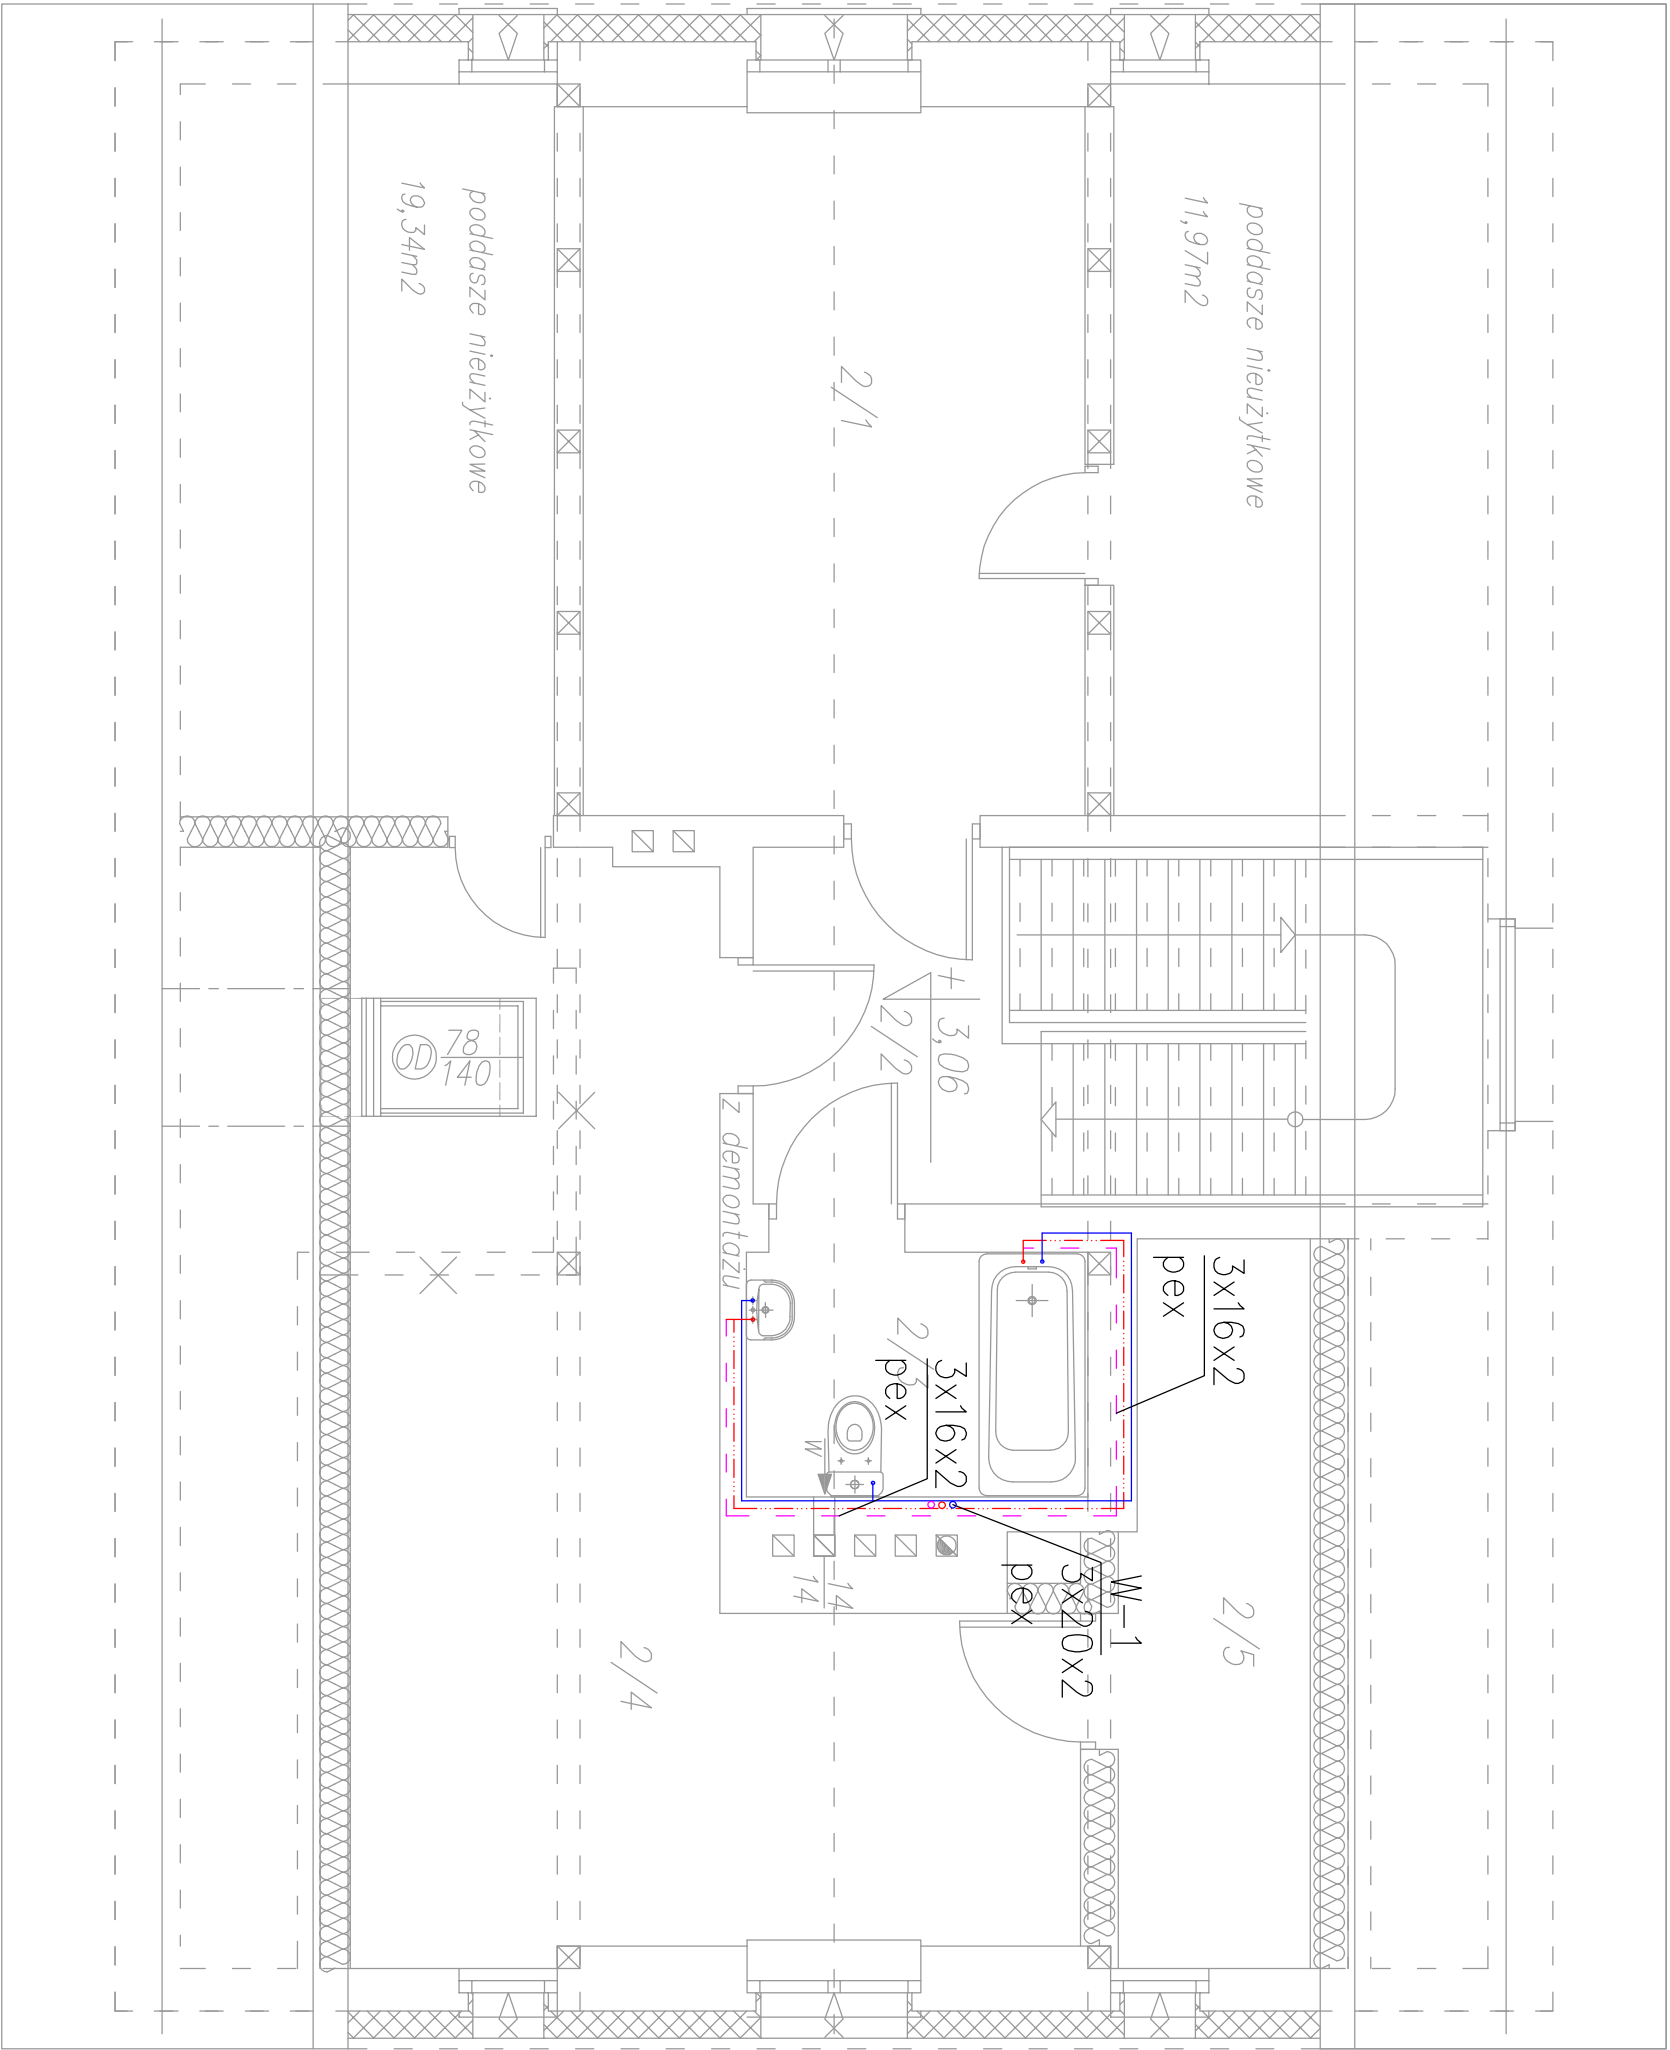 poddasze nieużytkowe
19,34m2
poddasze nieużytkowe
11,97m2
2/1
+ 3,06
2/2
OD
78
140
z demontażu
2/3
3x16x2
pex
3x16x2
pex
w
14
14
W-1
3x20x2
pex
2/4
2/5